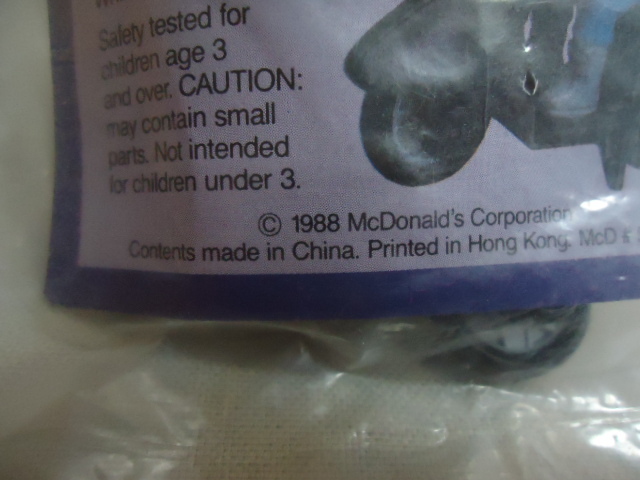 Safety tested for
children age 3
and over. CAUTION:
may contain small
parts. Not intended
for children under 3.
© 1988 McDonald's Corporation
Contents made in China. Printed in Hong Kong. McD #